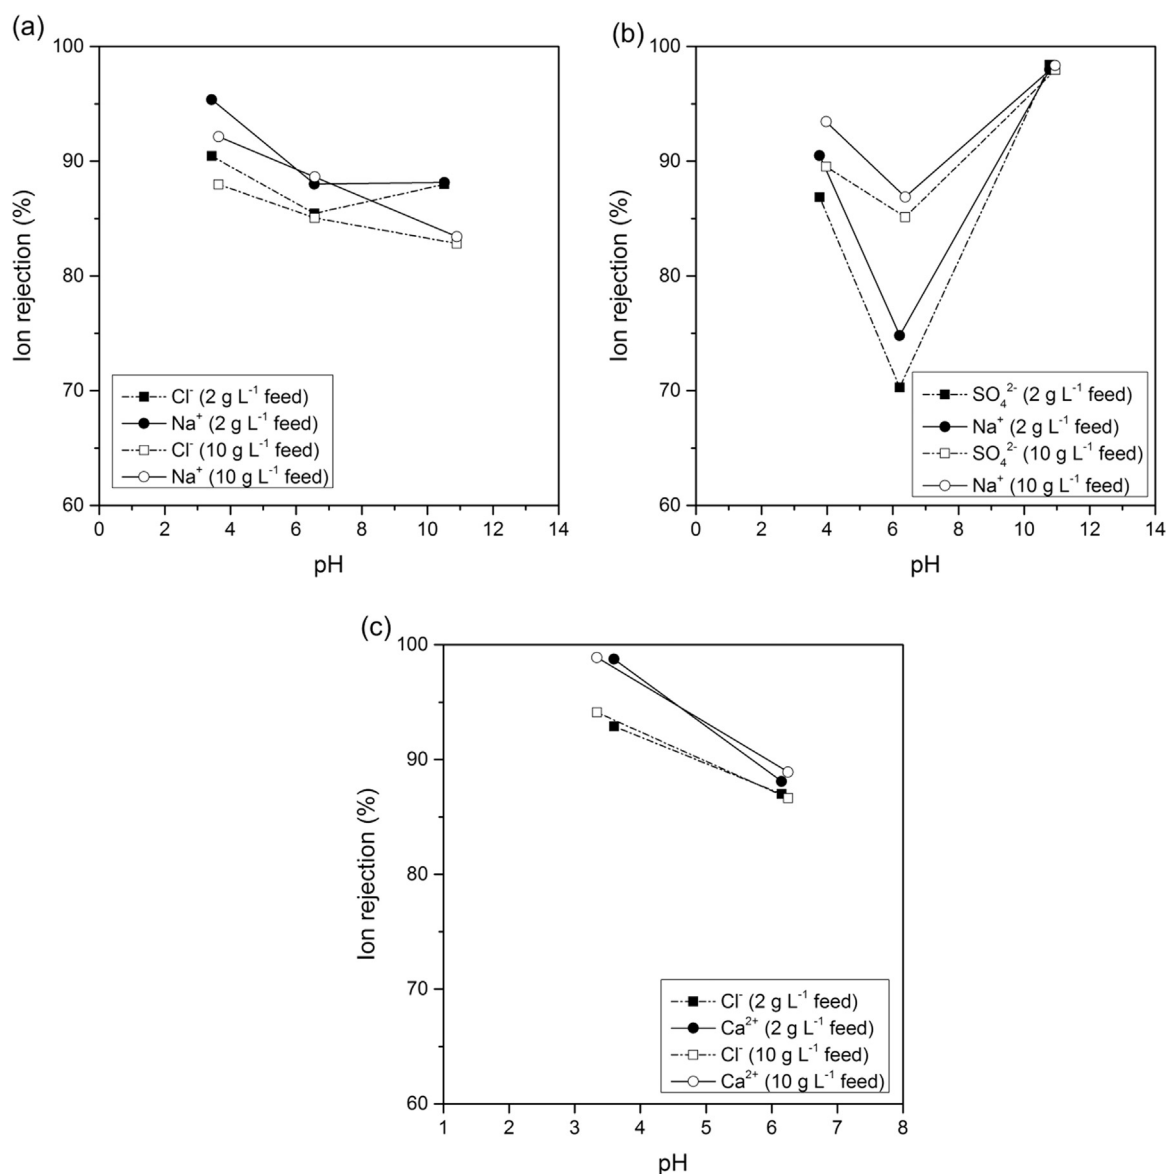 (a)
100
90
80
70
60
Ion rejection (%)
Cl⁻ (2 g L⁻¹ feed)
Na⁺ (2 g L⁻¹ feed)
Cl⁻ (10 g L⁻¹ feed)
Na⁺ (10 g L⁻¹ feed)
0 2 4 6 8 10 12 14
pH
(b)
100
90
80
70
60
Ion rejection (%)
SO₄²⁻ (2 g L⁻¹ feed)
Na⁺ (2 g L⁻¹ feed)
SO₄²⁻ (10 g L⁻¹ feed)
Na⁺ (10 g L⁻¹ feed)
0 2 4 6 8 10 12 14
pH
(c)
100
90
80
70
60
Ion rejection (%)
Cl⁻ (2 g L⁻¹ feed)
Ca²⁺ (2 g L⁻¹ feed)
Cl⁻ (10 g L⁻¹ feed)
Ca²⁺ (10 g L⁻¹ feed)
1 2 3 4 5 6 7 8
pH